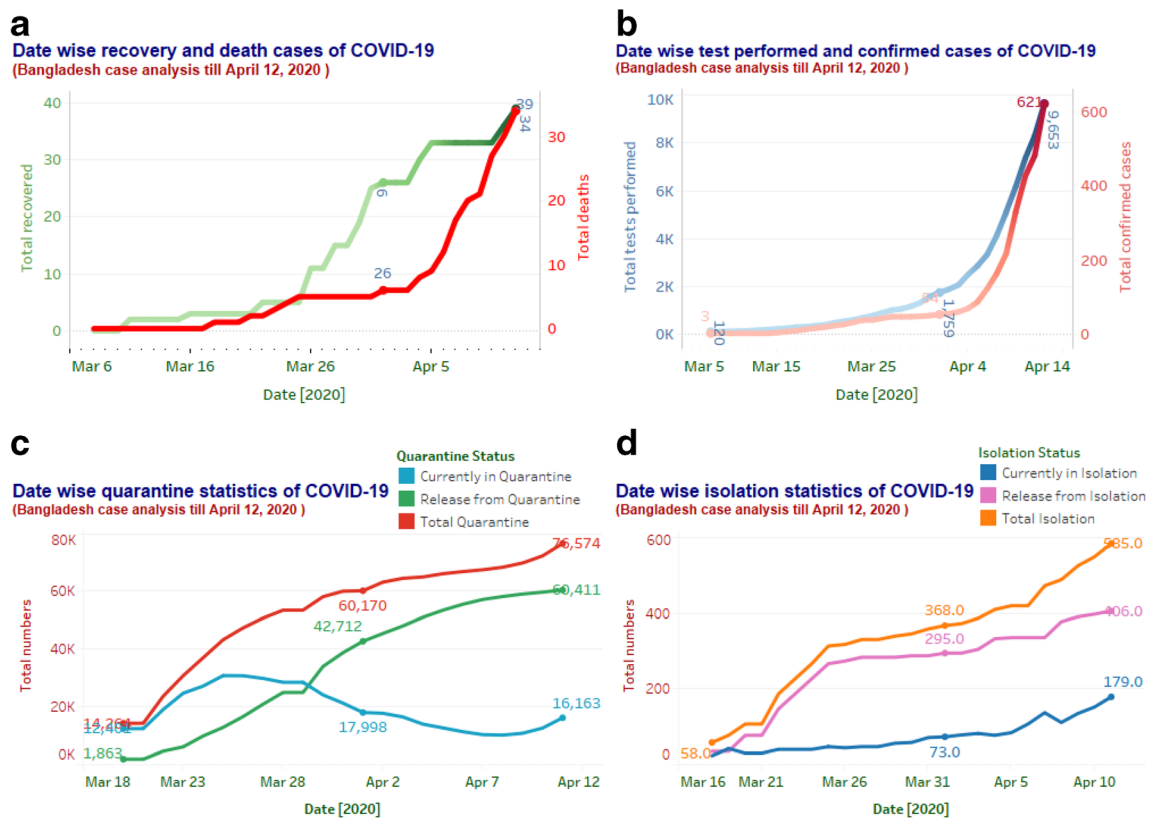 a
Date wise recovery and death cases of COVID-19
(Bangladesh case analysis till April 12, 2020 )
40
30
20
10
0
Total recovered
39
34
6
26
30
20
10
0
Total deaths
Mar 6
Mar 16
Mar 26
Apr 5
Date [2020]
b
Date wise test performed and confirmed cases of COVID-19
(Bangladesh case analysis till April 12, 2020 )
10K
8K
6K
4K
2K
0K
Total tests performed
621
9,653
54
1,759
3
120
600
400
200
0
Total confirmed cases
Mar 5
Mar 15
Mar 25
Apr 4
Apr 14
Date [2020]
c
Quarantine Status
Currently in Quarantine
Release from Quarantine
Total Quarantine
Date wise quarantine statistics of COVID-19
(Bangladesh case analysis till April 12, 2020 )
80K
60K
40K
20K
0K
Total numbers
76,574
60,411
60,170
42,712
17,998
16,163
14,264
1,863
Mar 18
Mar 23
Mar 28
Apr 2
Apr 7
Apr 12
Date [2020]
d
Isolation Status
Currently in Isolation
Release from Isolation
Total Isolation
Date wise isolation statistics of COVID-19
(Bangladesh case analysis till April 12, 2020 )
600
400
200
0
Total numbers
585.0
406.0
368.0
295.0
179.0
73.0
58.0
Mar 16
Mar 21
Mar 26
Mar 31
Apr 5
Apr 10
Date [2020]